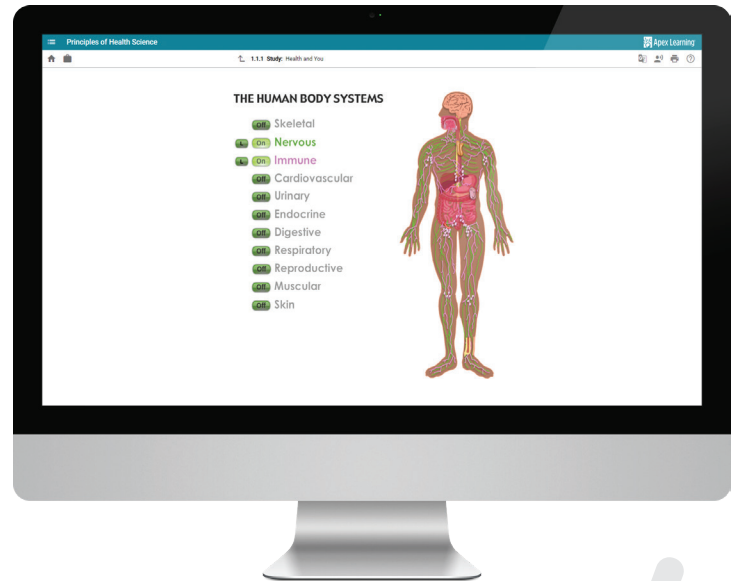 Principles of Health Science
Apex Learning
1.1.1 Study: Health and You
THE HUMAN BODY SYSTEMS
Off Skeletal
L On Nervous
L On Immune
Off Cardiovascular
Off Urinary
Off Endocrine
Off Digestive
Off Respiratory
Off Reproductive
Off Muscular
Off Skin